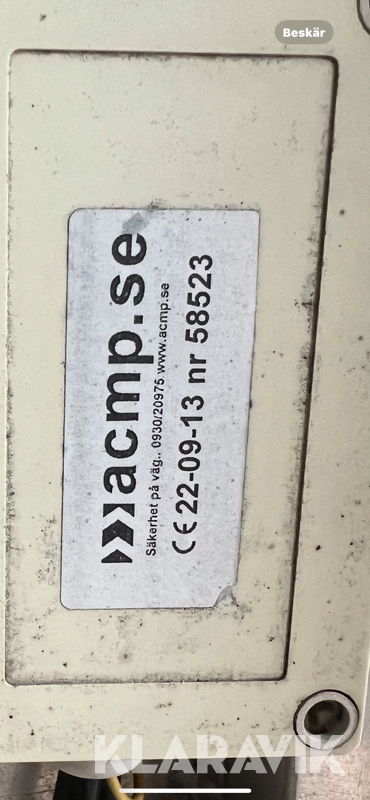 Beskär
acmp.se
Säkerhet på väg.. 0930/20975 www.acmp.se
CE 22-09-13 nr 58523
KLARAVIK